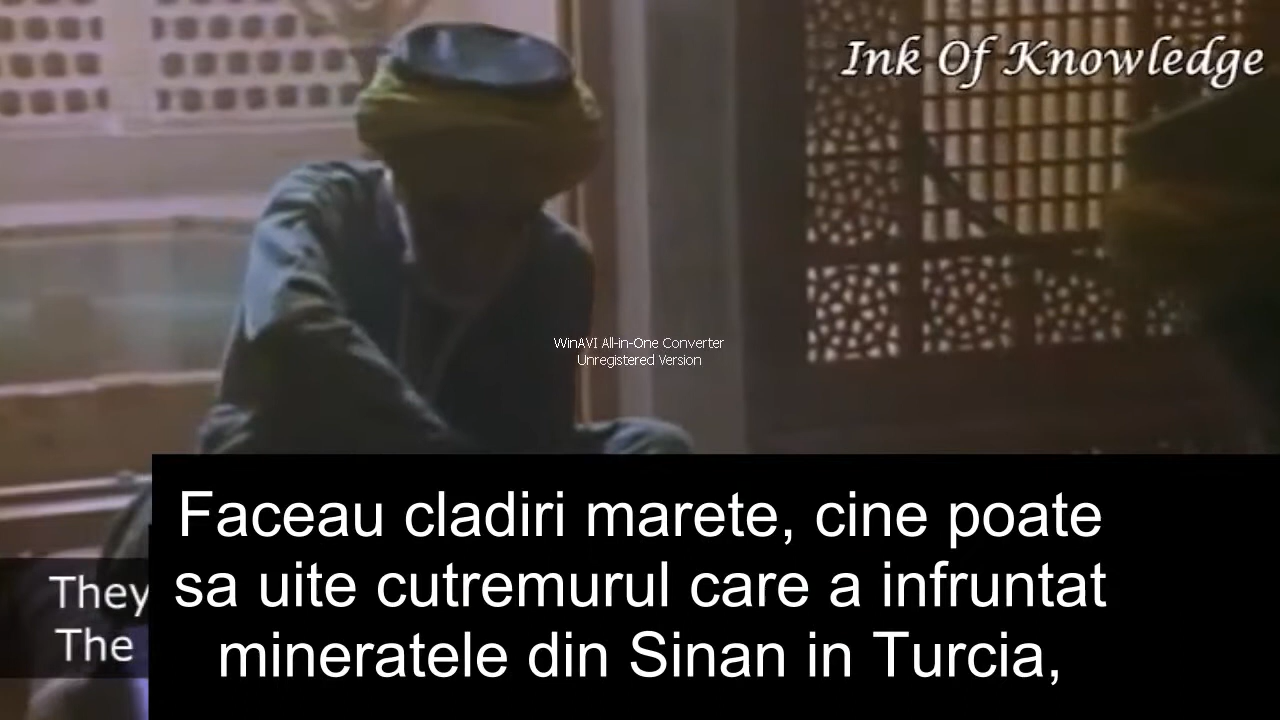 Ink Of Knowledge
WinAVI All-in-One Converter
Unregistered Version
Faceau cladiri marete, cine poate
sa uite cutremurul care a infruntat
mineratele din Sinan in Turcia,
They
The